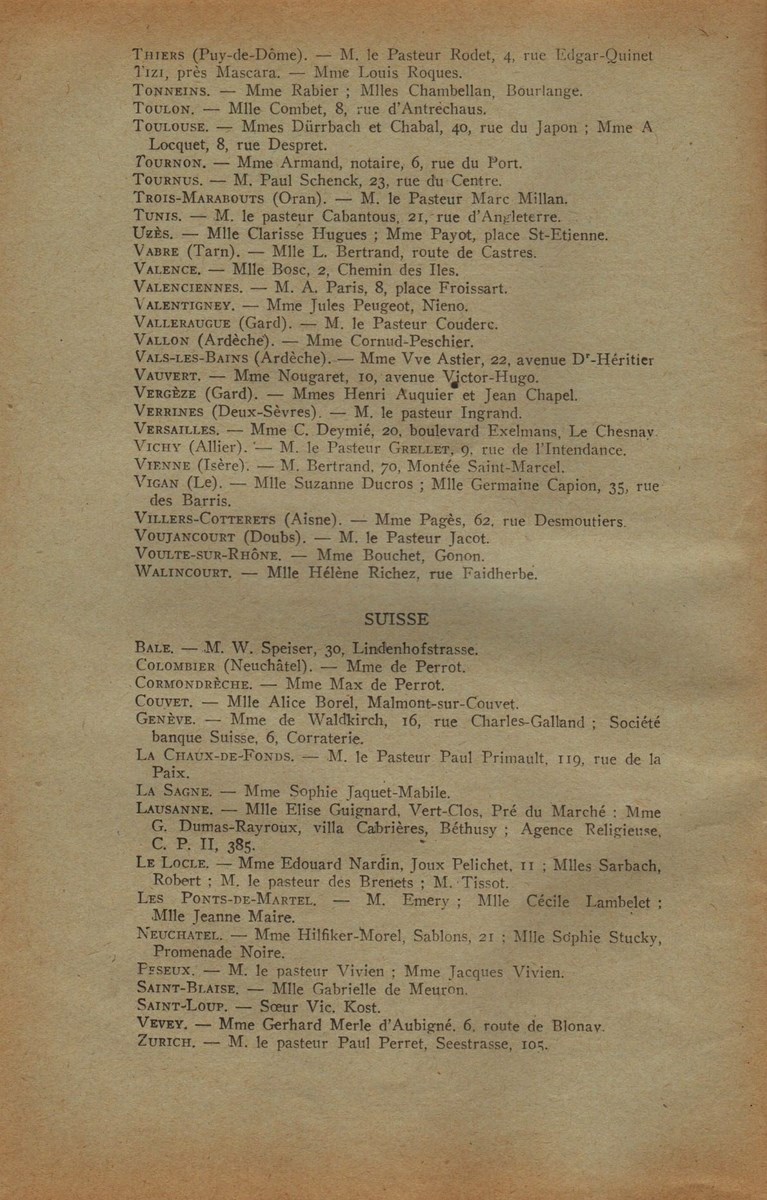 THIERS (Puy-de-Dôme). — M. le Pasteur Rodet, 4, rue Edgar-Quinet
TIZI, près Mascara. — Mme Louis Roques.
TONNEINS. — Mme Rabier ; Mlles Chambellan, Bourlange.
TOULON. — Mlle Combet, 8, rue d'Antréchaus.
TOULOUSE. — Mmes Dürrbach et Chabal, 40, rue du Japon ; Mme A
Locquet, 8, rue Despret.
TOURNON. — Mme Armand, notaire, 6, rue du Port.
TOURNUS. — M. Paul Schenck, 23, rue du Centre.
TROIS-MARABOUTS (Oran). — M. le Pasteur Marc Millan.
TUNIS. — M. le pasteur Cabantous, 21, rue d'Angleterre.
UZÈS. — Mlle Clarisse Hugues ; Mme Payot, place St-Etienne.
VABRE (Tarn). — Mlle L. Bertrand, route de Castres.
VALENCE. — Mlle Bosc, 2, Chemin des Iles.
VALENCIENNES. — M. A. Paris, 8, place Froissart.
VALENTIGNEY. — Mme Jules Peugeot, Nieno.
VALLERAUGUE (Gard). — M. le Pasteur Couderc.
VALLON (Ardèche). — Mme Cornud-Peschier.
VALS-LES-BAINS (Ardèche). — Mme Vve Astier, 22, avenue Dr-Héritier
VAUVERT. — Mme Nougaret, 10, avenue Victor-Hugo.
VERGÈZE (Gard). — Mmes Henri Auquier et Jean Chapel.
VERRINES (Deux-Sèvres). — M. le pasteur Ingrand.
VERSAILLES. — Mme C. Deymié, 20, boulevard Exelmans, Le Chesnay.
VICHY (Allier). — M. le Pasteur GRELLET, 9, rue de l'Intendance.
VIENNE (Isère). — M. Bertrand, 70, Montée Saint-Marcel.
VIGAN (Le). — Mlle Suzanne Ducros ; Mlle Germaine Capion, 35, rue
des Barris.
VILLERS-COTTERETS (Aisne). — Mme Pagès, 62, rue Desmoutiers.
VOUJANCOURT (Doubs). — M. le Pasteur Jacot.
VOULTE-SUR-RHÔNE. — Mme Bouchet, Gonon.
WALINCOURT. — Mlle Hélène Richez, rue Faidherbe.
SUISSE
BALE. — M. W. Speiser, 30, Lindenhofstrasse.
COLOMBIER (Neuchâtel). — Mme de Perrot.
CORMONDRÈCHE. — Mme Max de Perrot.
COUVET. — Mlle Alice Borel, Malmont-sur-Couvet.
GENÈVE. — Mme de Waldkirch, 16, rue Charles-Galland ; Société
banque Suisse, 6, Corraterie.
LA CHAUX-DE-FONDS. — M. le Pasteur Paul Primault, 119, rue de la
Paix.
LA SAGNE. — Mme Sophie Jaquet-Mabile.
LAUSANNE. — Mlle Elise Guignard, Vert-Clos, Pré du Marché : Mme
G. Dumas-Rayroux, villa Cabrières, Béthusy ; Agence Religieuse,
C. P. II, 385.
LE LOCLE. — Mme Edouard Nardin, Joux Pelichet, 11 ; Mlles Sarbach,
Robert ; M. le pasteur des Brenets ; M. Tissot.
LES PONTS-DE-MARTEL. — M. Emery ; Mlle Cécile Lambelet ;
Mlle Jeanne Maire.
NEUCHATEL. — Mme Hilfiker-Morel, Sablons, 21 ; Mlle Sophie Stucky,
Promenade Noire.
PESEUX. — M. le pasteur Vivien ; Mme Jacques Vivien.
SAINT-BLAISE. — Mlle Gabrielle de Meuron.
SAINT-LOUP. — Sœur Vic. Kost.
VEVEY. — Mme Gerhard Merle d'Aubigné, 6, route de Blonay.
ZURICH. — M. le pasteur Paul Perret, Seestrasse, 105.